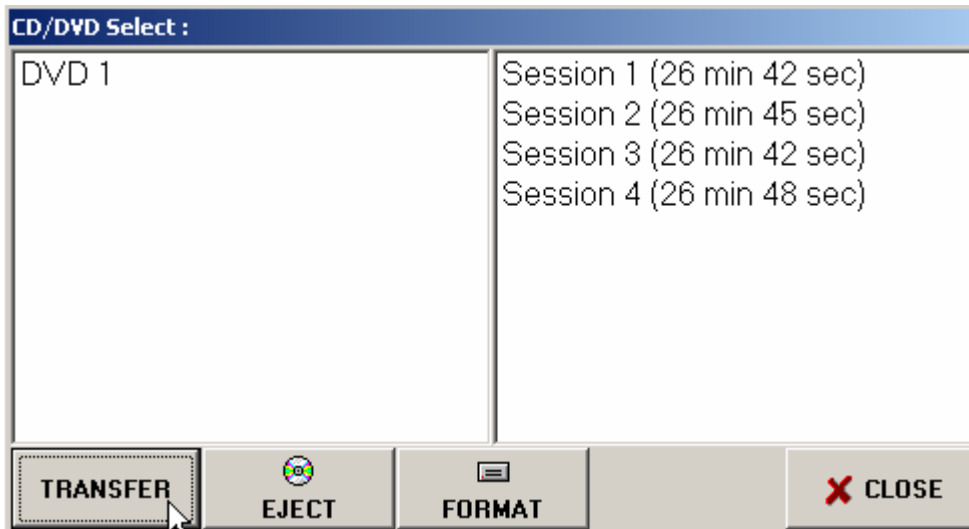 CD/DVD Select :
DVD 1
Session 1 (26 min 42 sec)
Session 2 (26 min 45 sec)
Session 3 (26 min 42 sec)
Session 4 (26 min 48 sec)
TRANSFER
EJECT
FORMAT
CLOSE